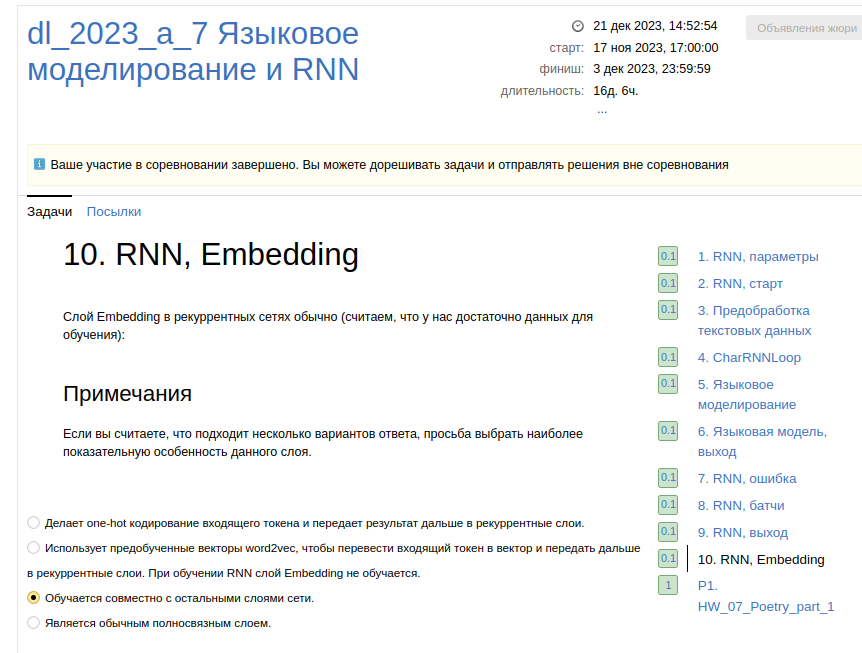 dl_2023_a_7 Языковое
моделирование и RNN
21 дек 2023, 14:52:54
старт: 17 ноя 2023, 17:00:00
финиш: 3 дек 2023, 23:59:59
длительность: 16д. 6ч.
...
Объявления жюри
Ваше участие в соревновании завершено. Вы можете дорешивать задачи и отправлять решения вне соревнования
Задачи Посылки
10. RNN, Embedding
Слой Embedding в рекуррентных сетях обычно (считаем, что у нас достаточно данных для
обучения):
Примечания
Если вы считаете, что подходит несколько вариантов ответа, просьба выбрать наиболее
показательную особенность данного слоя.
Делает one-hot кодирование входящего токена и передает результат дальше в рекуррентные слои.
Использует предобученные векторы word2vec, чтобы перевести входящий токен в вектор и передать дальше
в рекуррентные слои. При обучении RNN слой Embedding не обучается.
Обучается совместно с остальными слоями сети.
Является обычным полносвязным слоем.
0.1 1. RNN, параметры
0.1 2. RNN, старт
0.1 3. Предобработка
текстовых данных
0.1 4. CharRNNLoop
0.1 5. Языковое
моделирование
0.1 6. Языковая модель,
выход
0.1 7. RNN, ошибка
0.1 8. RNN, батчи
0.1 9. RNN, выход
0.1 10. RNN, Embedding
1 P1.
HW_07_Poetry_part_1